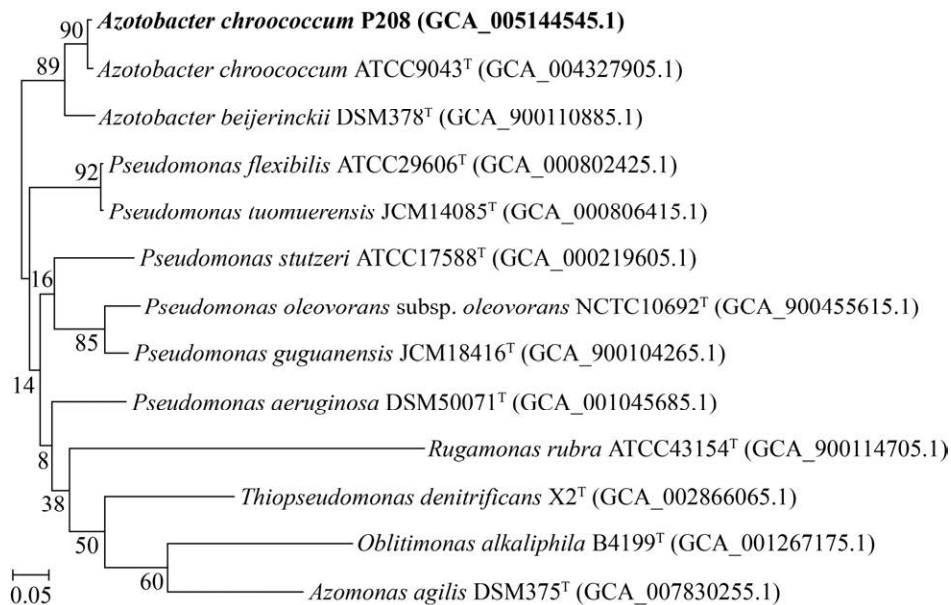 90 Azotobacter chroococcum P208 (GCA_005144545.1)
89 Azotobacter chroococcum ATCC9043ᵀ (GCA_004327905.1)
Azotobacter beijerinckii DSM378ᵀ (GCA_900110885.1)
92 Pseudomonas flexibilis ATCC29606ᵀ (GCA_000802425.1)
Pseudomonas tuomuerensis JCM14085ᵀ (GCA_000806415.1)
Pseudomonas stutzeri ATCC17588ᵀ (GCA_000219605.1)
16
Pseudomonas oleovorans subsp. oleovorans NCTC10692ᵀ (GCA_900455615.1)
85 Pseudomonas guguanensis JCM18416ᵀ (GCA_900104265.1)
14
Pseudomonas aeruginosa DSM50071ᵀ (GCA_001045685.1)
8 Rugamonas rubra ATCC43154ᵀ (GCA_900114705.1)
38 Thiopseudomonas denitrificans X2ᵀ (GCA_002866065.1)
50 Oblitimonas alkaliphila B4199ᵀ (GCA_001267175.1)
60 Azomonas agilis DSM375ᵀ (GCA_007830255.1)
0.05